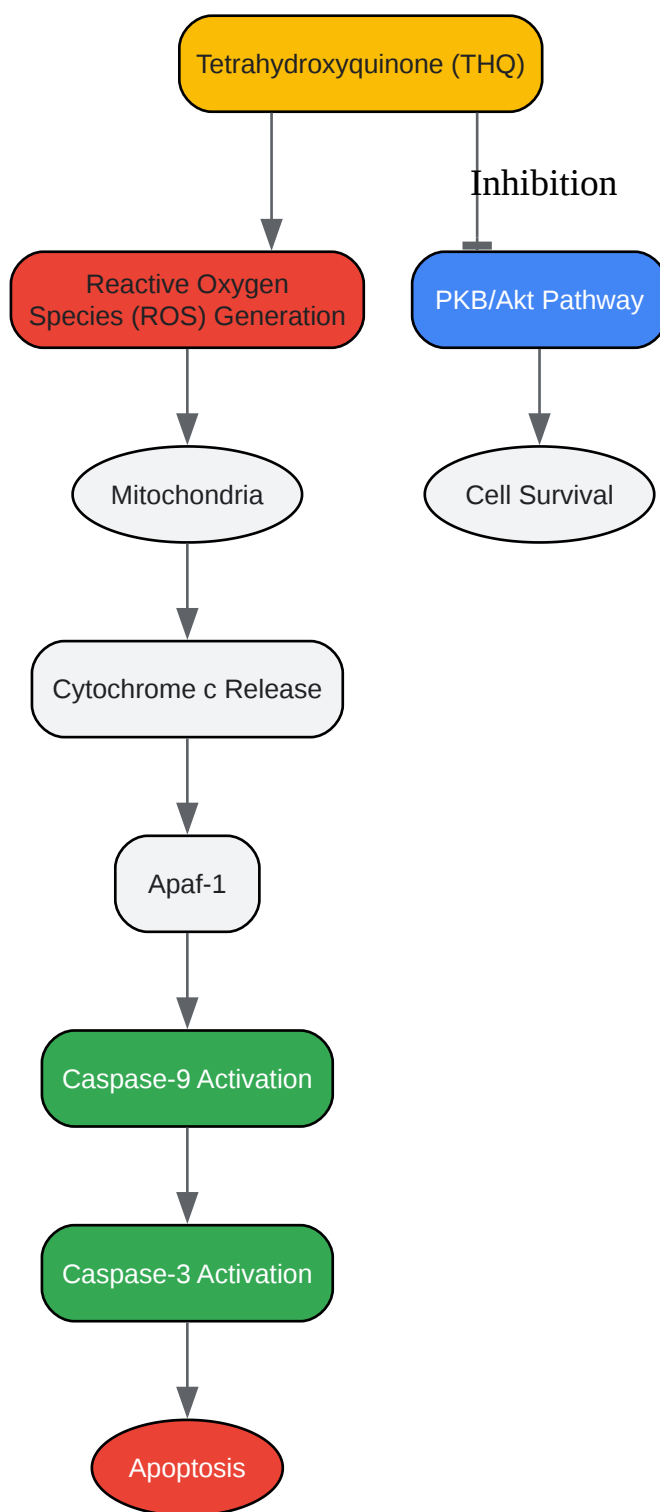 Tetrahydroxyquinone (THQ)
Inhibition
Reactive Oxygen
Species (ROS) Generation
PKB/Akt Pathway
Mitochondria
Cell Survival
Cytochrome c Release
Apaf-1
Caspase-9 Activation
Caspase-3 Activation
Apoptosis